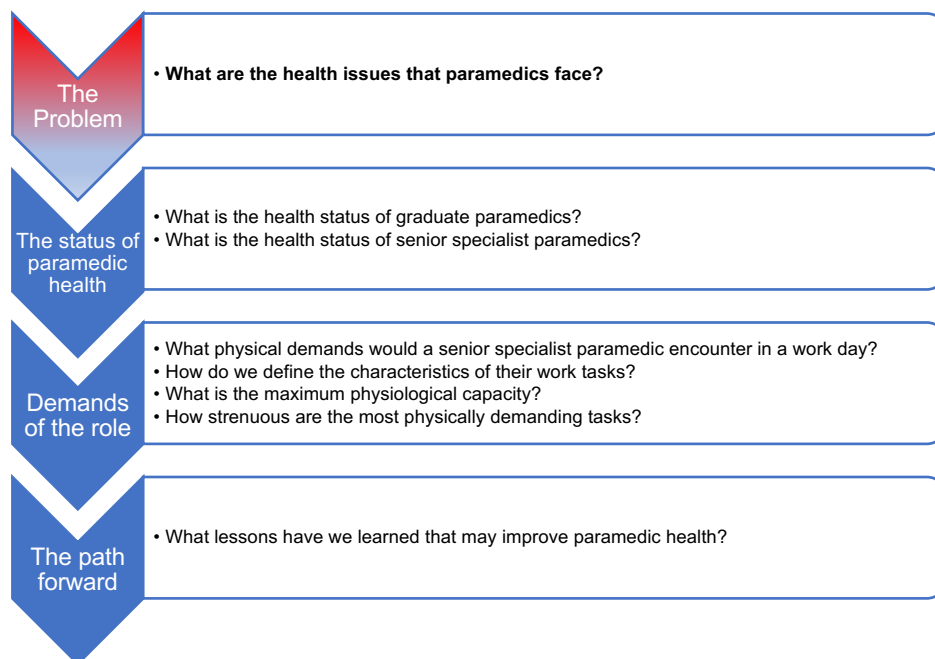 The
Problem
• What are the health issues that paramedics face?
The status of
paramedic
health
• What is the health status of graduate paramedics?
• What is the health status of senior specialist paramedics?
Demands
of the role
• What physical demands would a senior specialist paramedic encounter in a work day?
• How do we define the characteristics of their work tasks?
• What is the maximum physiological capacity?
• How strenuous are the most physically demanding tasks?
The path
forward
• What lessons have we learned that may improve paramedic health?